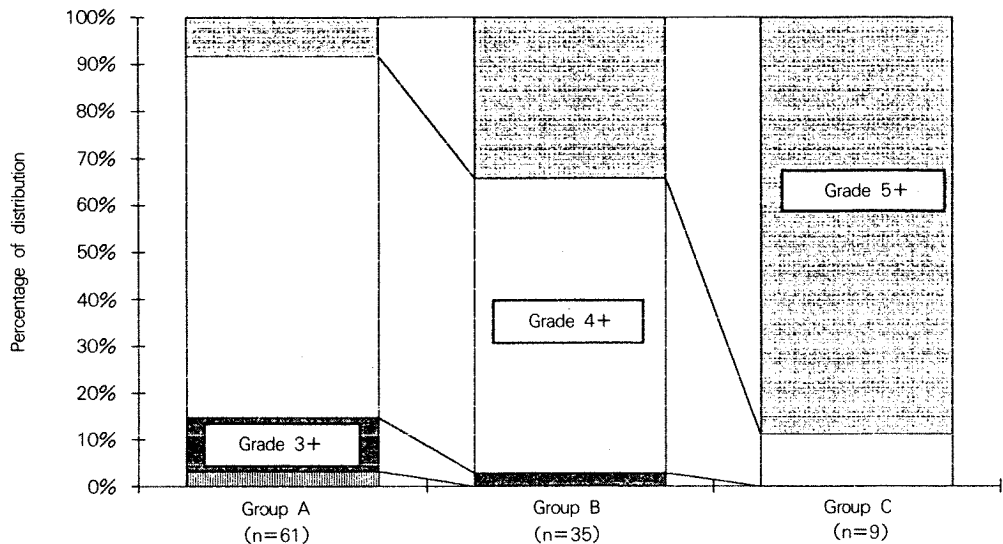 100%
90%
80%
70%
60%
50%
40%
30%
20%
10%
0%
Percentage of distribution
Grade 5+
Grade 4+
Grade 3+
Group A
(n=61)
Group B
(n=35)
Group C
(n=9)